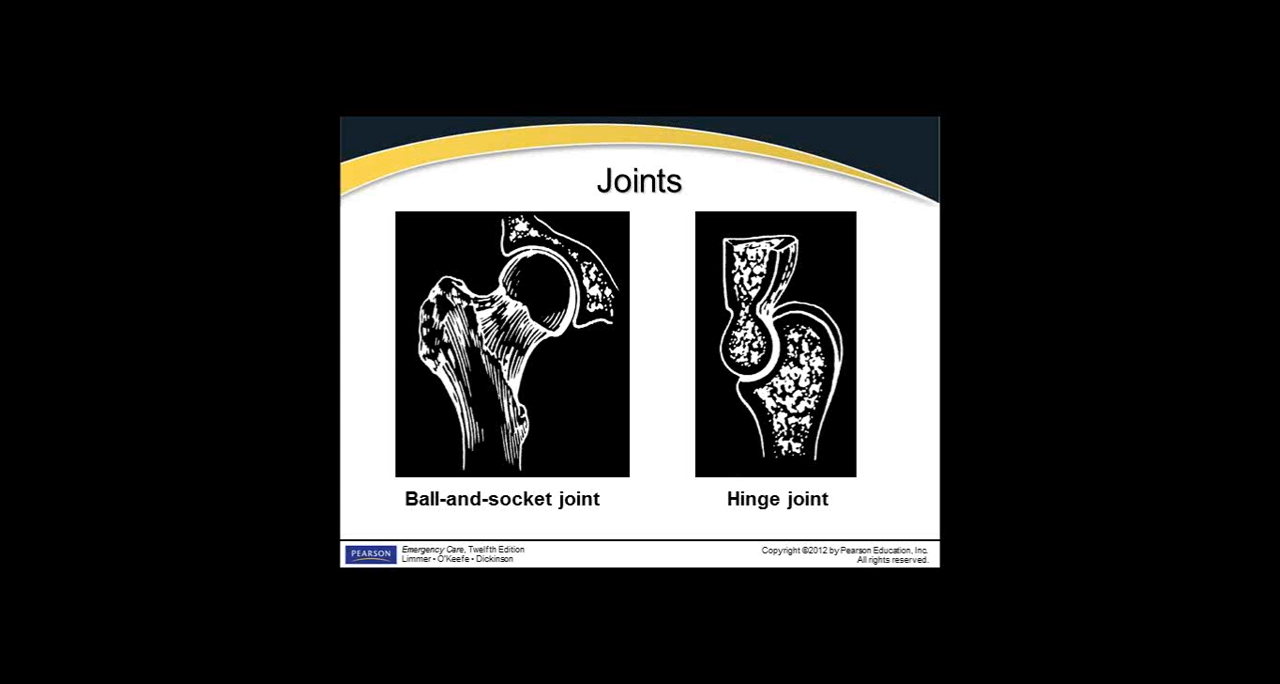 Joints
Ball-and-socket joint
Hinge joint
PEARSON
Emergency Care, Twelfth Edition
Limmer • O'Keefe • Dickinson
Copyright ©2012 by Pearson Education, Inc.
All rights reserved.